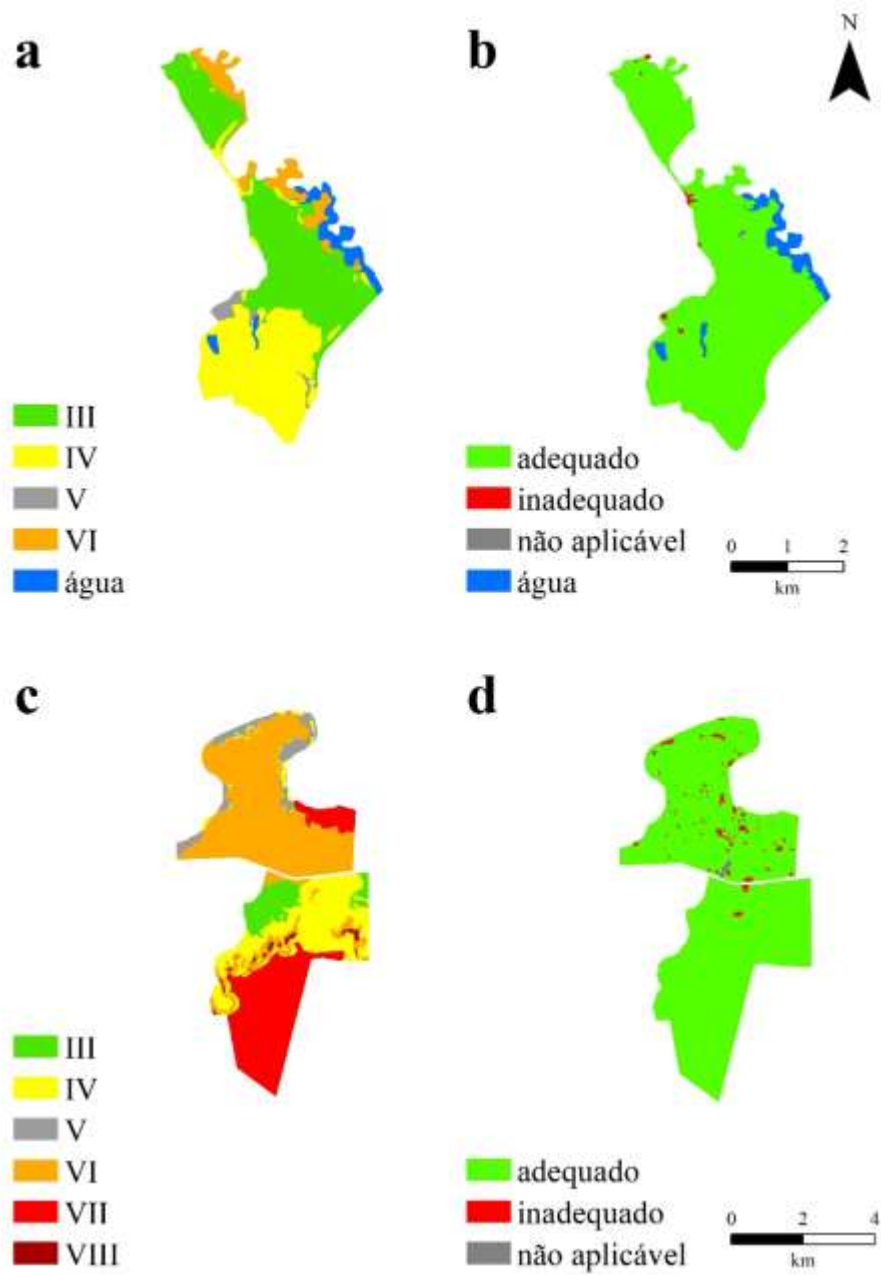 a
III
IV
V
VI
água
b
N
adequado
inadequado
não aplicável
água
0 1 2
km
c
III
IV
V
VI
VII
VIII
d
adequado
inadequado
não aplicável
0 2 4
km